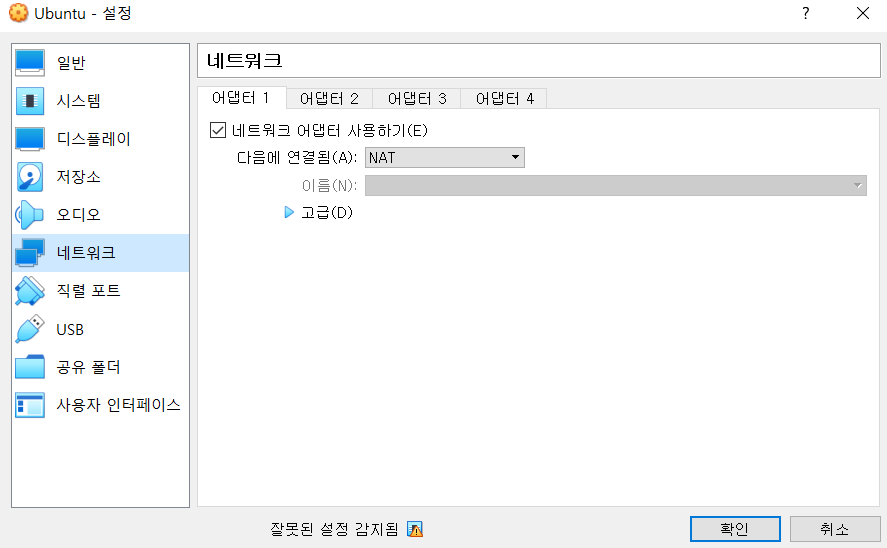 Ubuntu - 설정
?
일반
시스템
디스플레이
저장소
오디오
네트워크
직렬 포트
USB
공유 폴더
사용자 인터페이스
네트워크
어댑터 1 어댑터 2 어댑터 3 어댑터 4
네트워크 어댑터 사용하기(E)
다음에 연결됨(A): NAT
이름(N):
고급(D)
잘못된 설정 감지됨
확인 취소